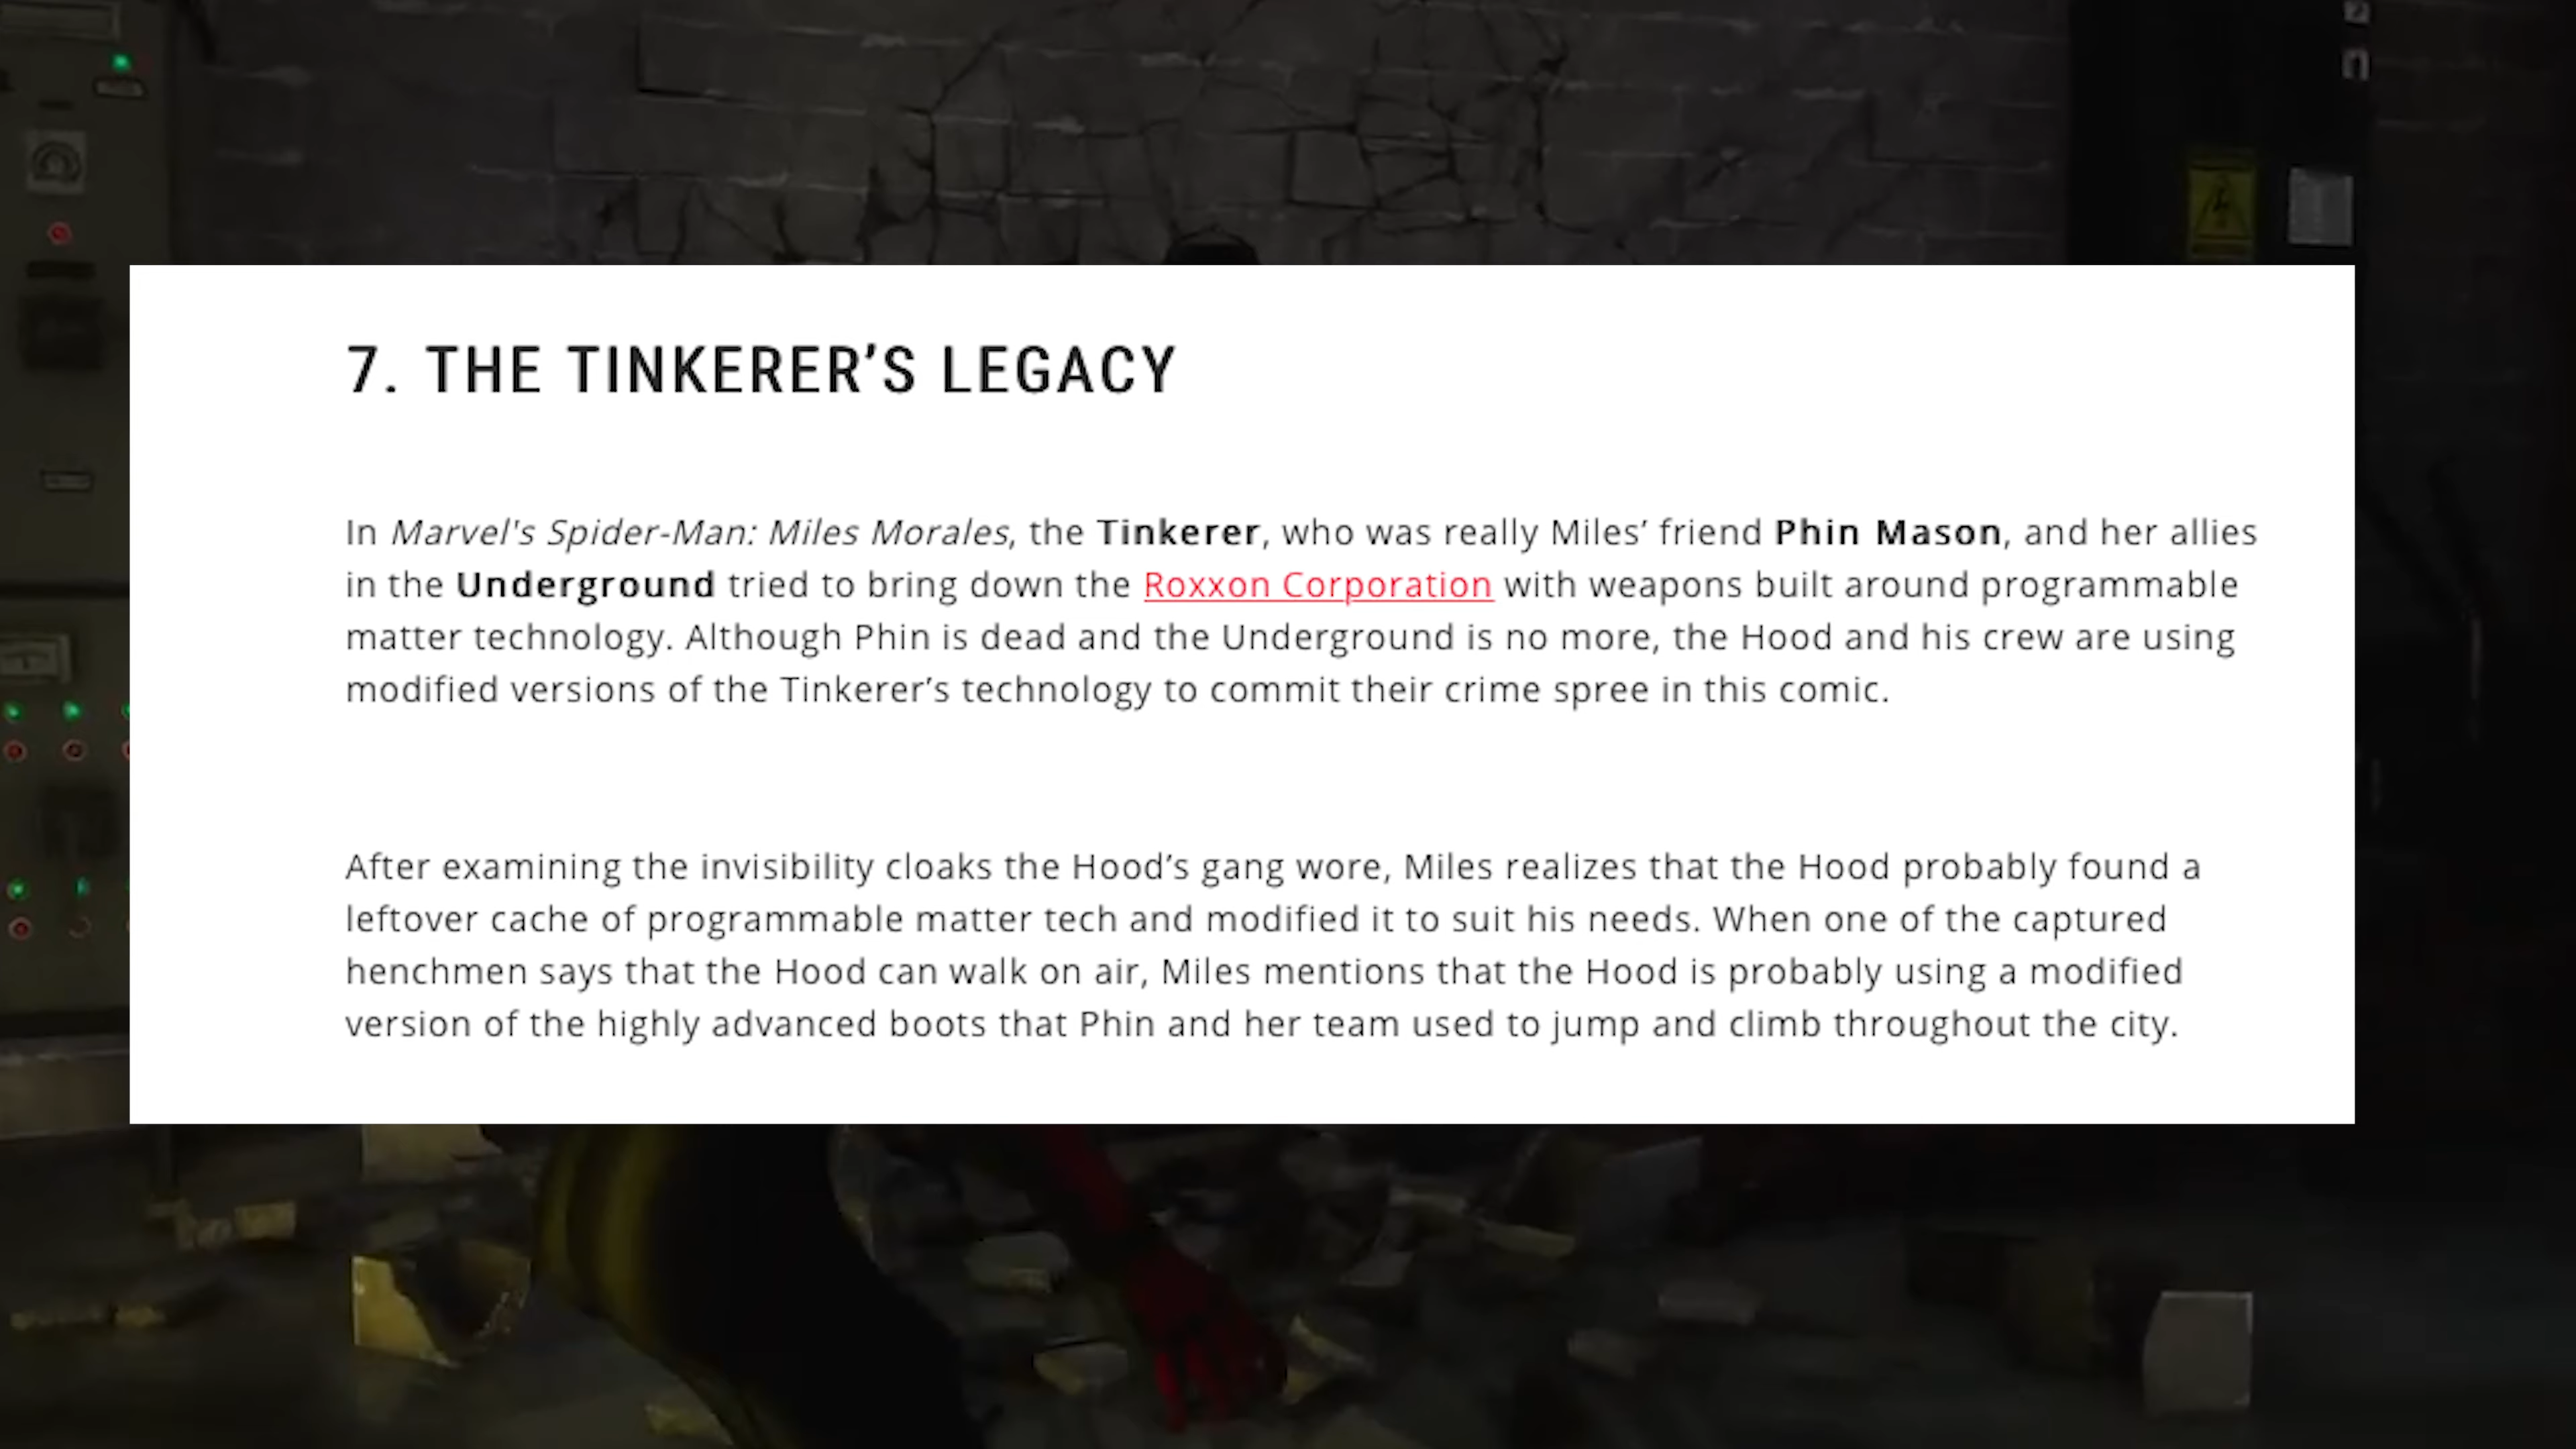 7. THE TINKERER’S LEGACY
In Marvel's Spider-Man: Miles Morales, the Tinkerer, who was really Miles’ friend Phin Mason, and her allies
in the Underground tried to bring down the Roxxon Corporation with weapons built around programmable
matter technology. Although Phin is dead and the Underground is no more, the Hood and his crew are using
modified versions of the Tinkerer’s technology to commit their crime spree in this comic.
After examining the invisibility cloaks the Hood’s gang wore, Miles realizes that the Hood probably found a
leftover cache of programmable matter tech and modified it to suit his needs. When one of the captured
henchmen says that the Hood can walk on air, Miles mentions that the Hood is probably using a modified
version of the highly advanced boots that Phin and her team used to jump and climb throughout the city.